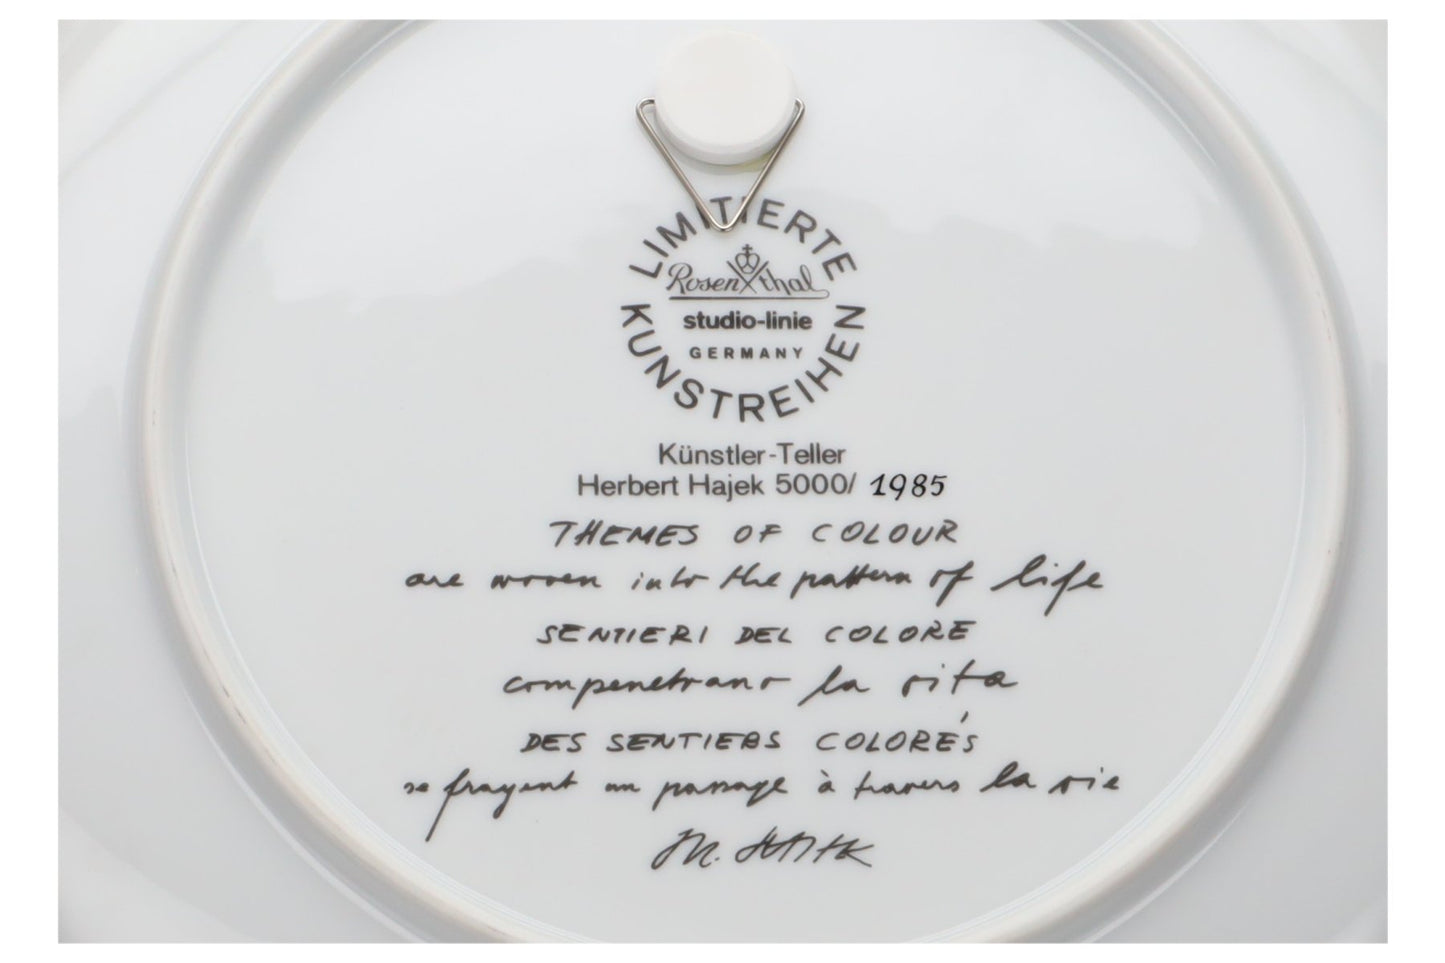 LIMITIERTE
Rosenthal
studio-linie
GERMANY
KUNSTREIHEN
Künstler-Teller
Herbert Hajek 5000/ 1985
THEMES OF COLOUR
are woven into the pattern of life
SENTIERI DEL COLORE
compenetrano la vita
DES SENTIERS COLORÉS
se frayent un passage à travers la vie
H. HAJEK